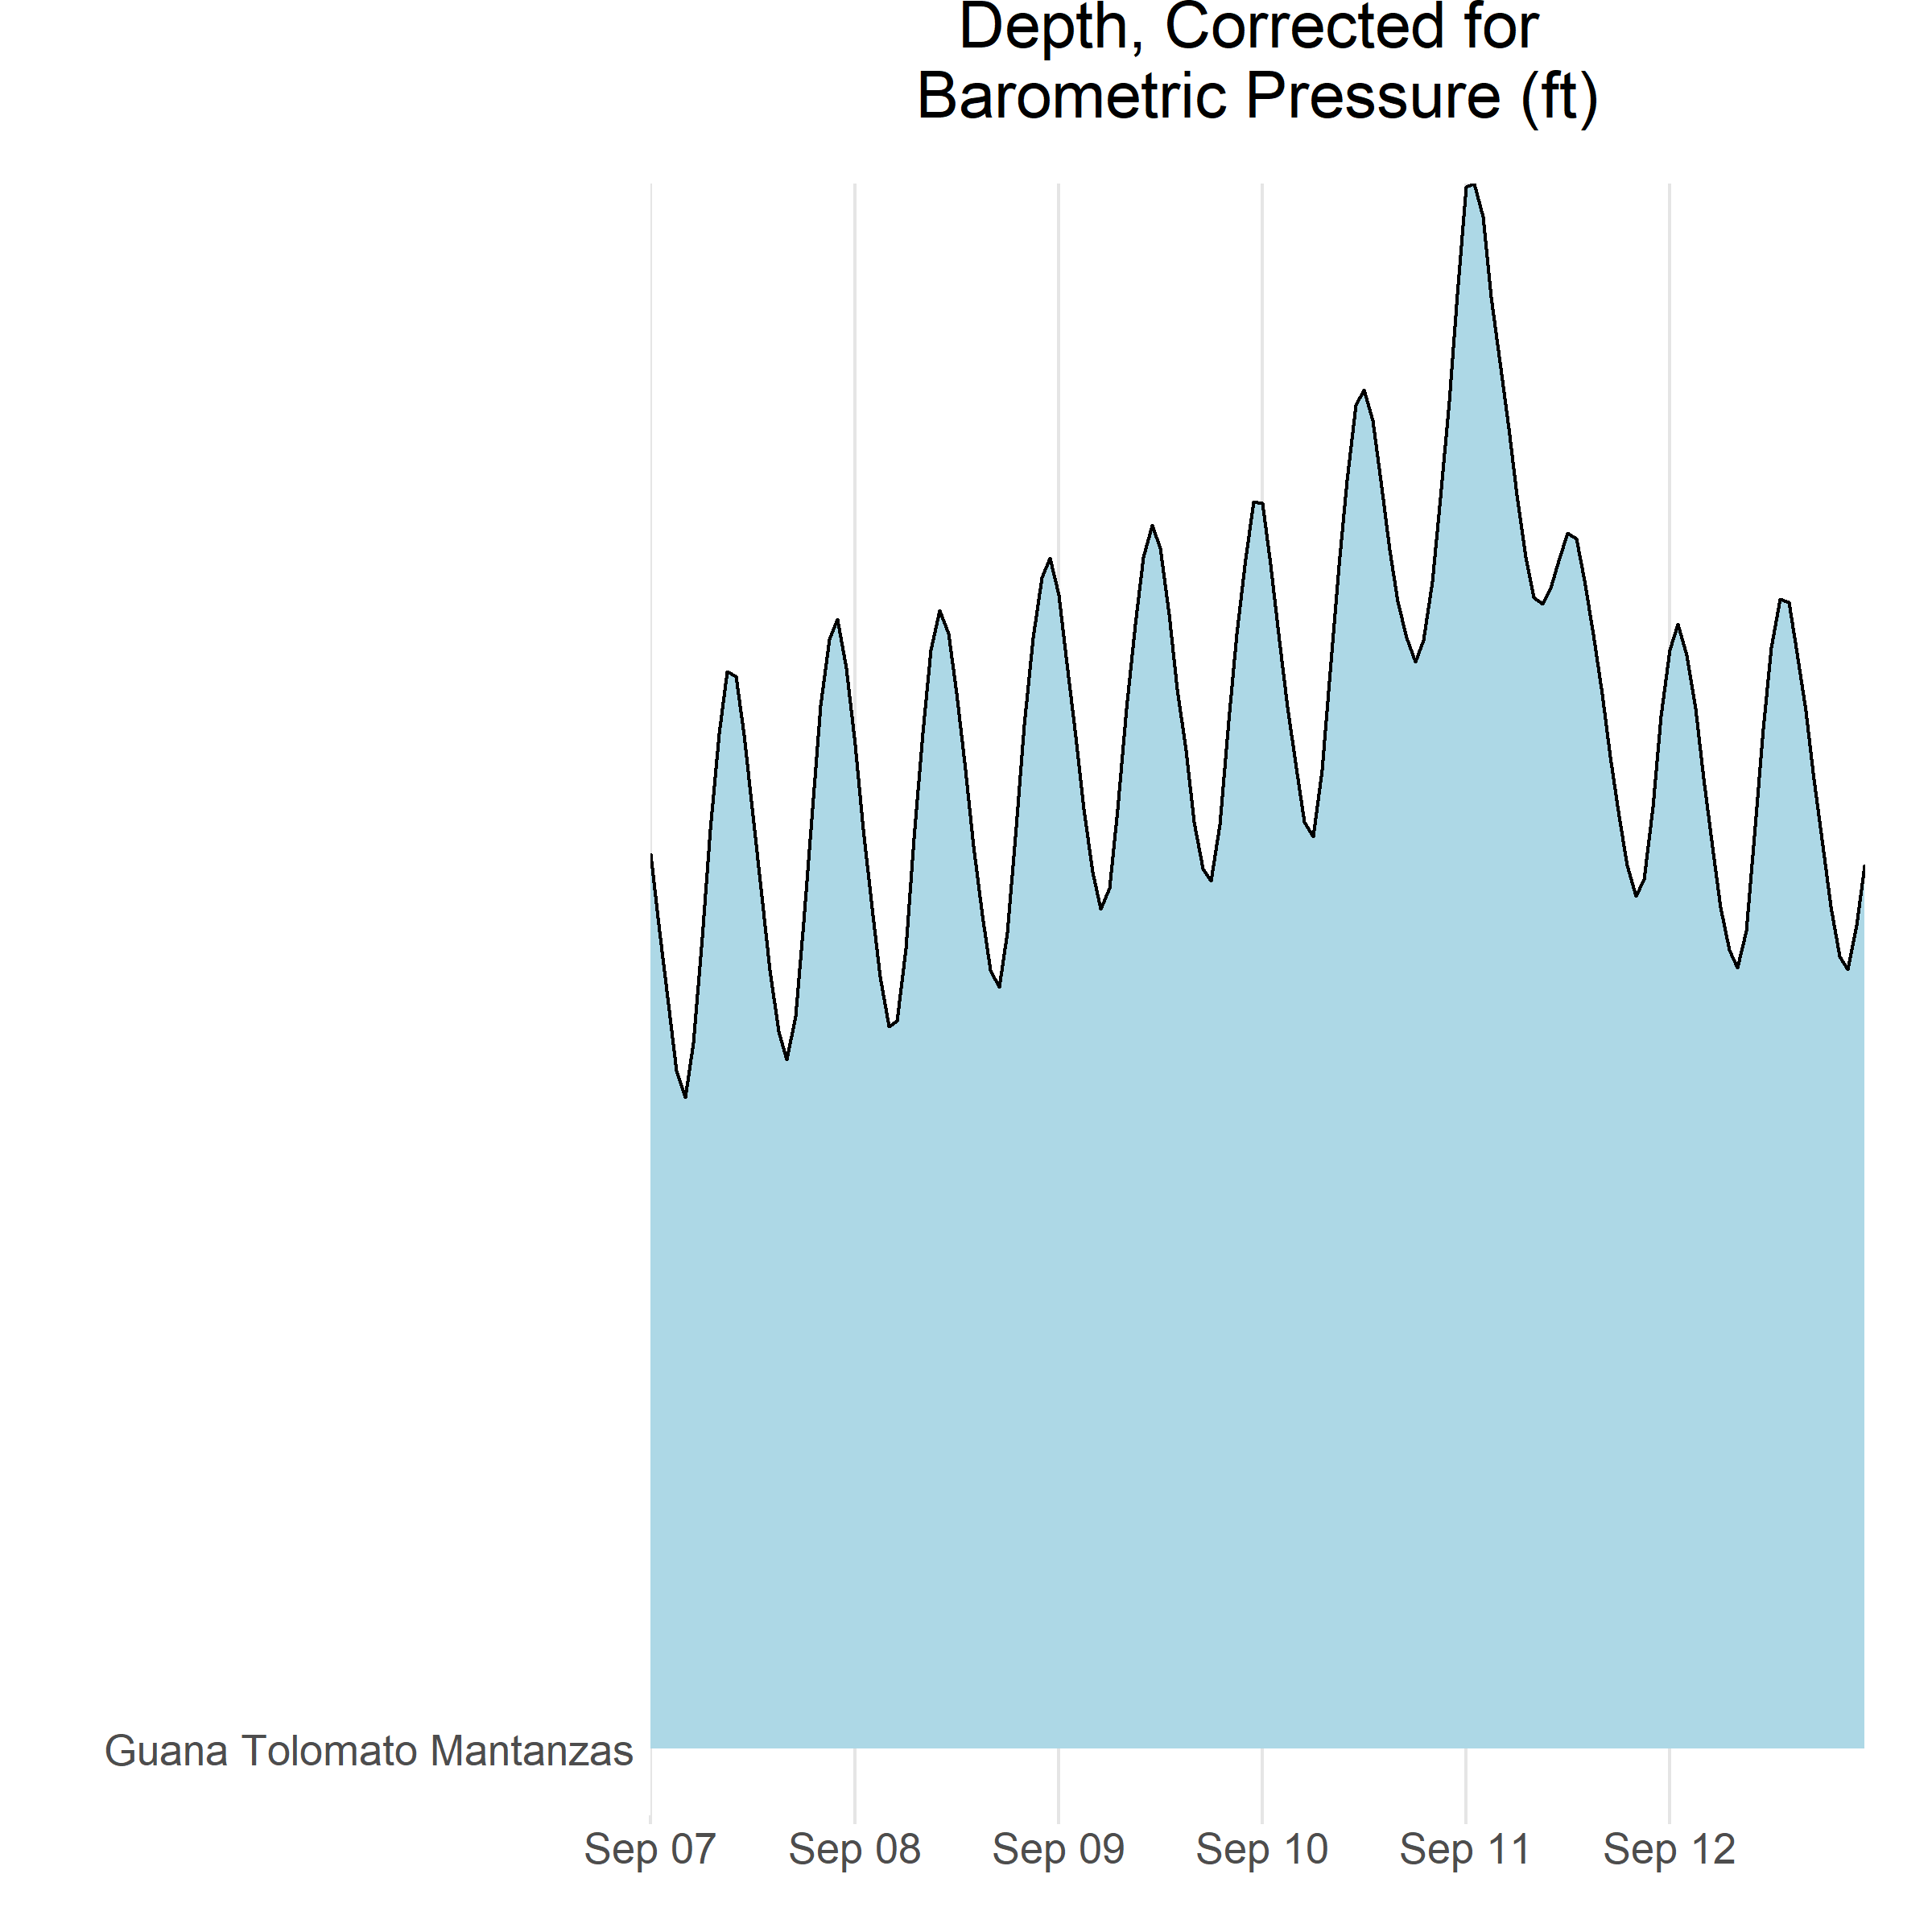 Depth, Corrected for
Barometric Pressure (ft)
Guana Tolomato Mantanzas
Sep 07
Sep 08
Sep 09
Sep 10
Sep 11
Sep 12